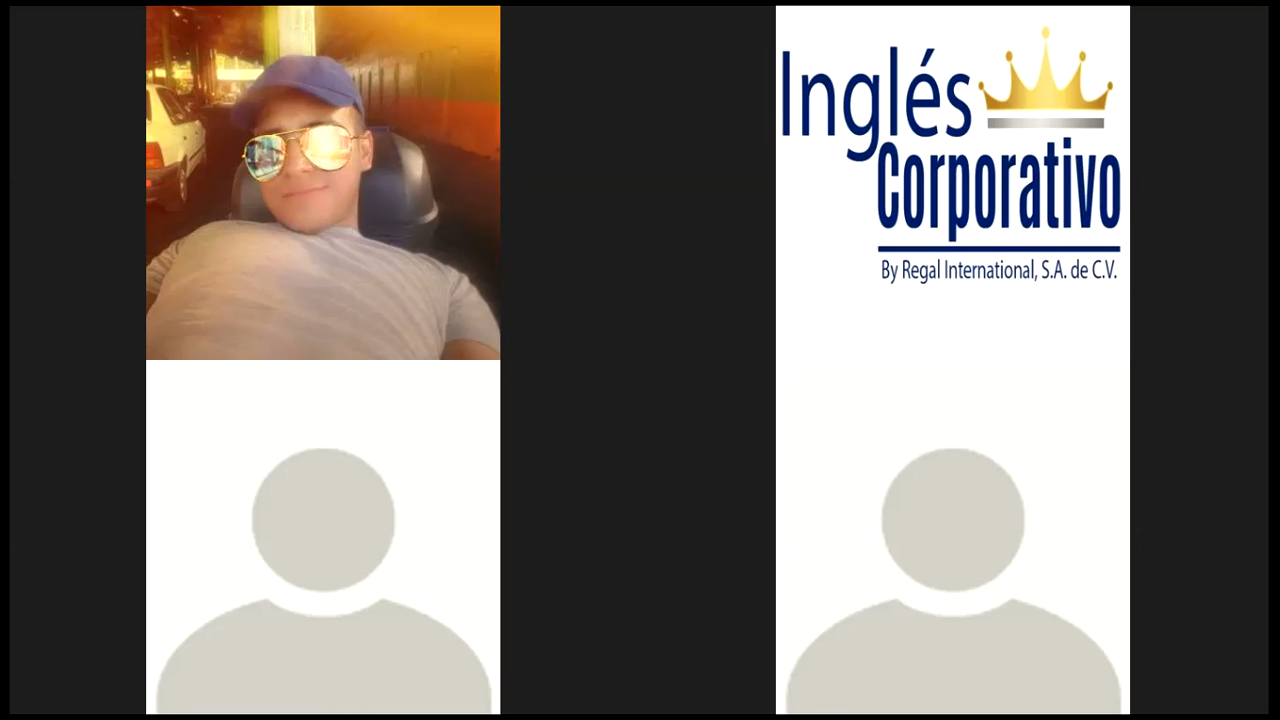 Inglés
Corporativo
By Regal International, S.A. de C.V.